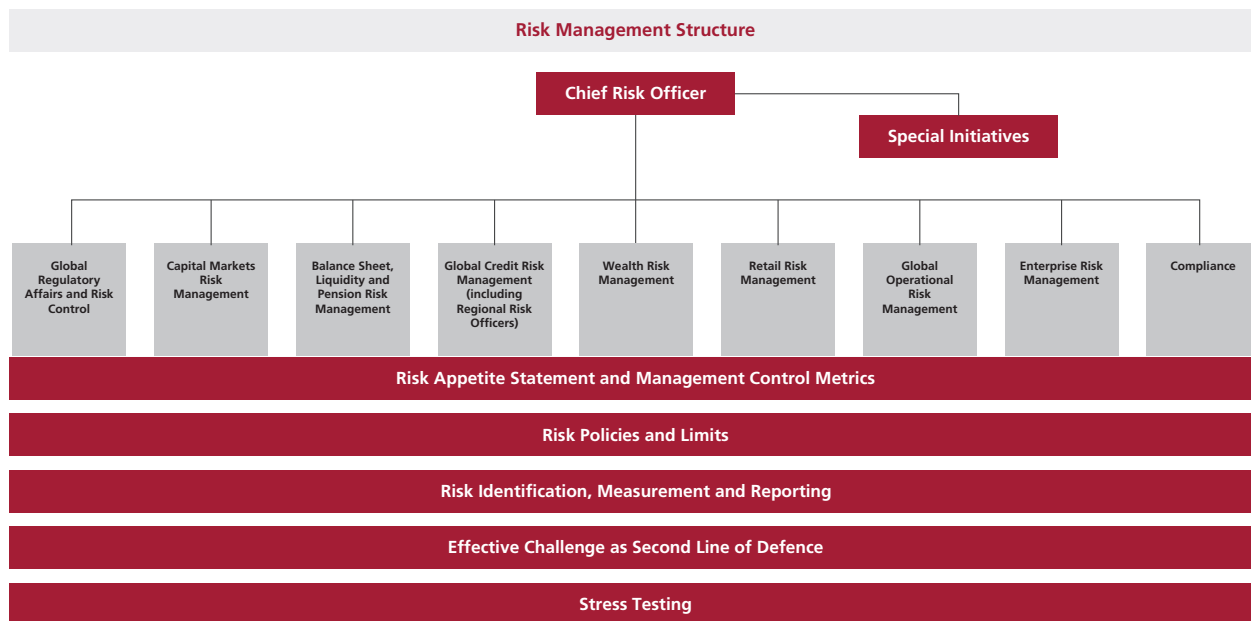 Risk Management Structure
Chief Risk Officer
Special Initiatives
Global
Regulatory
Affairs and Risk
Control
Capital Markets
Risk
Management
Balance Sheet,
Liquidity and
Pension Risk
Management
Global Credit Risk
Management
(including
Regional Risk
Officers)
Wealth Risk
Management
Retail Risk
Management
Global
Operational
Risk
Management
Enterprise Risk
Management
Compliance
Risk Appetite Statement and Management Control Metrics
Risk Policies and Limits
Risk Identification, Measurement and Reporting
Effective Challenge as Second Line of Defence
Stress Testing